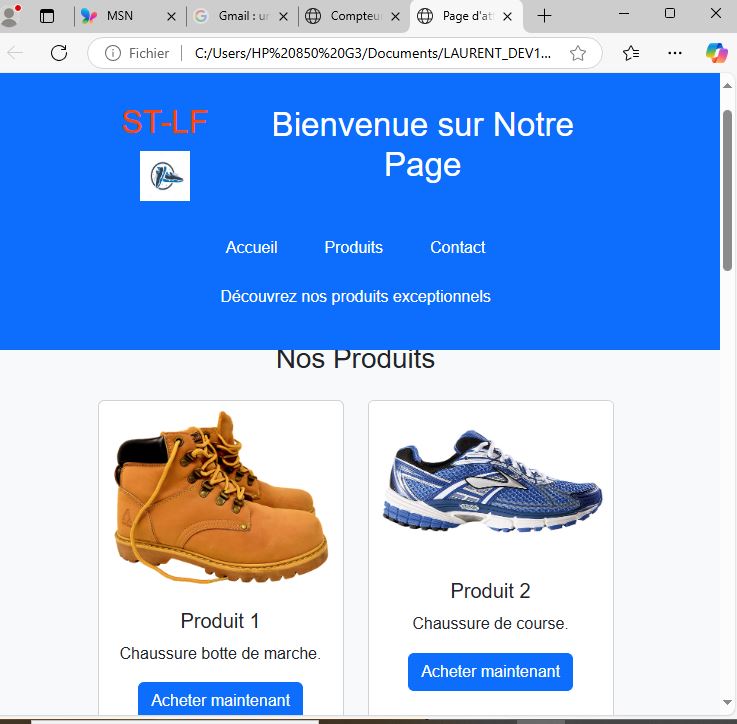 MSN
Gmail : ur
Compteu
Page d'at
Fichier
C:/Users/HP%20850%20G3/Documents/LAURENT_DEV1...
ST-LF
Bienvenue sur Notre
Page
Accueil
Produits
Contact
Découvrez nos produits exceptionnels
Nos Produits
Produit 1
Chaussure botte de marche.
Acheter maintenant
Produit 2
Chaussure de course.
Acheter maintenant